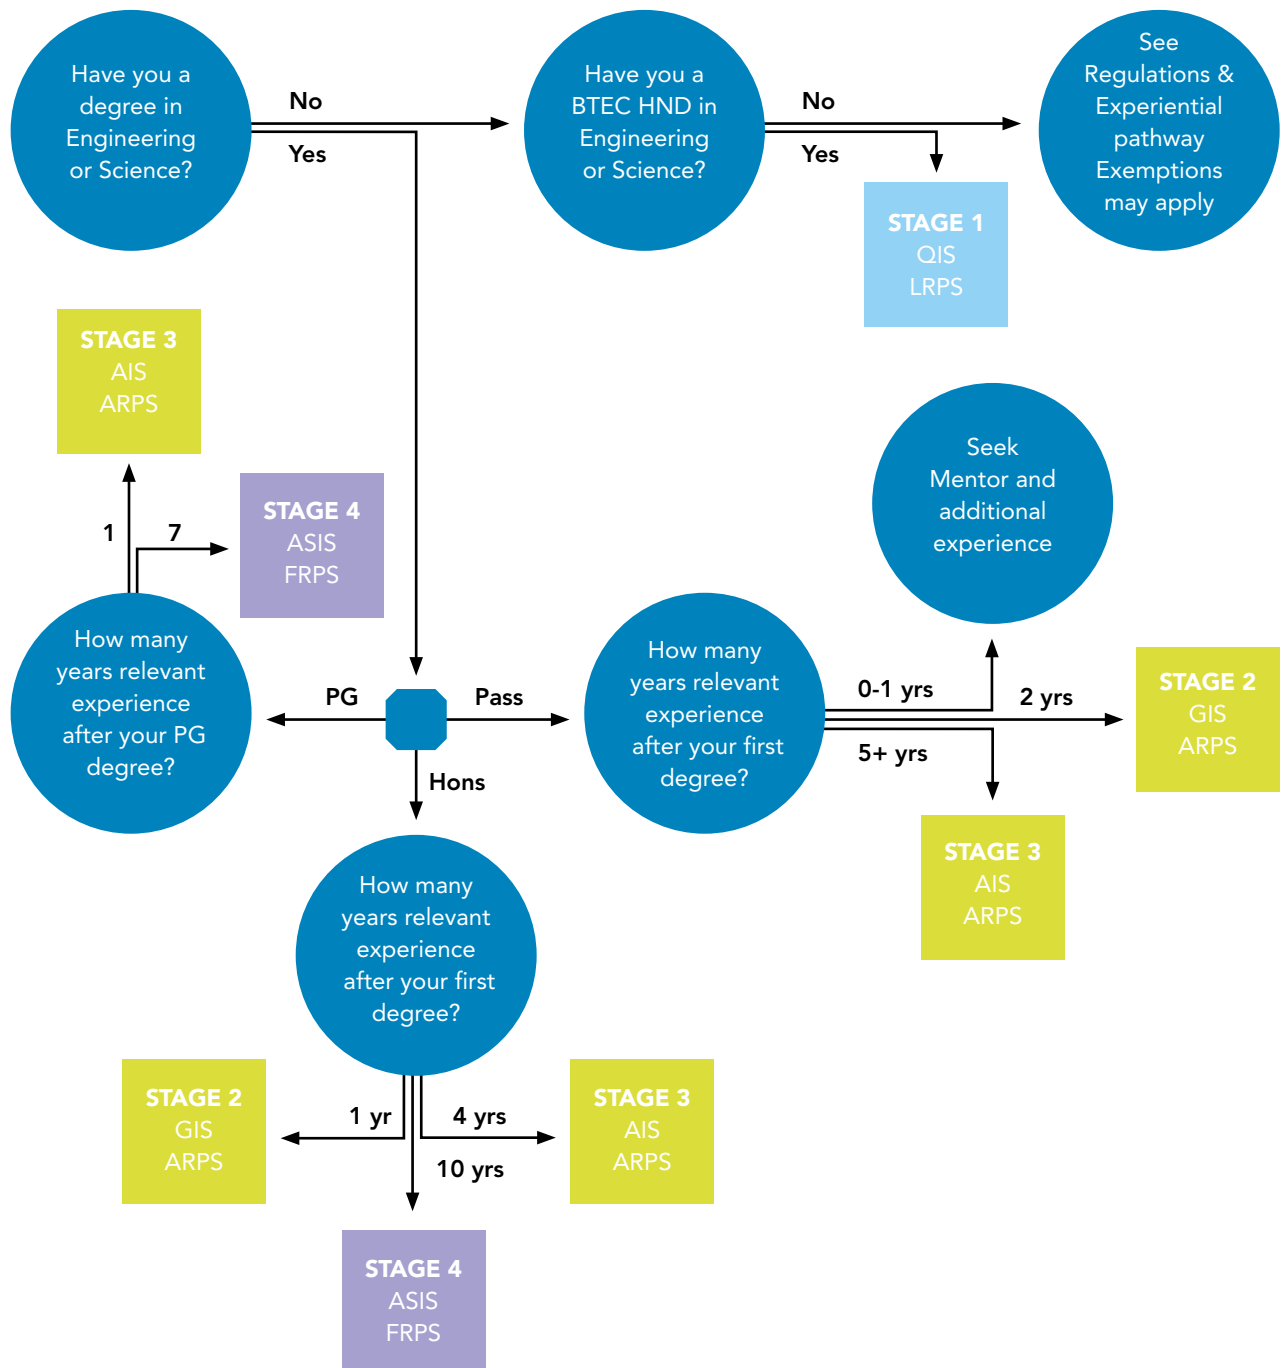 Have you a
degree in
Engineering
or Science?
No
Yes
Have you a
BTEC HND in
Engineering
or Science?
No
Yes
See
Regulations &
Experiential
pathway
Exemptions
may apply
STAGE 1
QIS
LRPS
STAGE 3
AIS
ARPS
1
7
STAGE 4
ASIS
FRPS
How many
years relevant
experience
after your PG
degree?
PG
Pass
Hons
How many
years relevant
experience
after your first
degree?
0-1 yrs
2 yrs
5+ yrs
Seek
Mentor and
additional
experience
STAGE 2
GIS
ARPS
STAGE 3
AIS
ARPS
How many
years relevant
experience
after your first
degree?
1 yr
4 yrs
10 yrs
STAGE 2
GIS
ARPS
STAGE 3
AIS
ARPS
STAGE 4
ASIS
FRPS